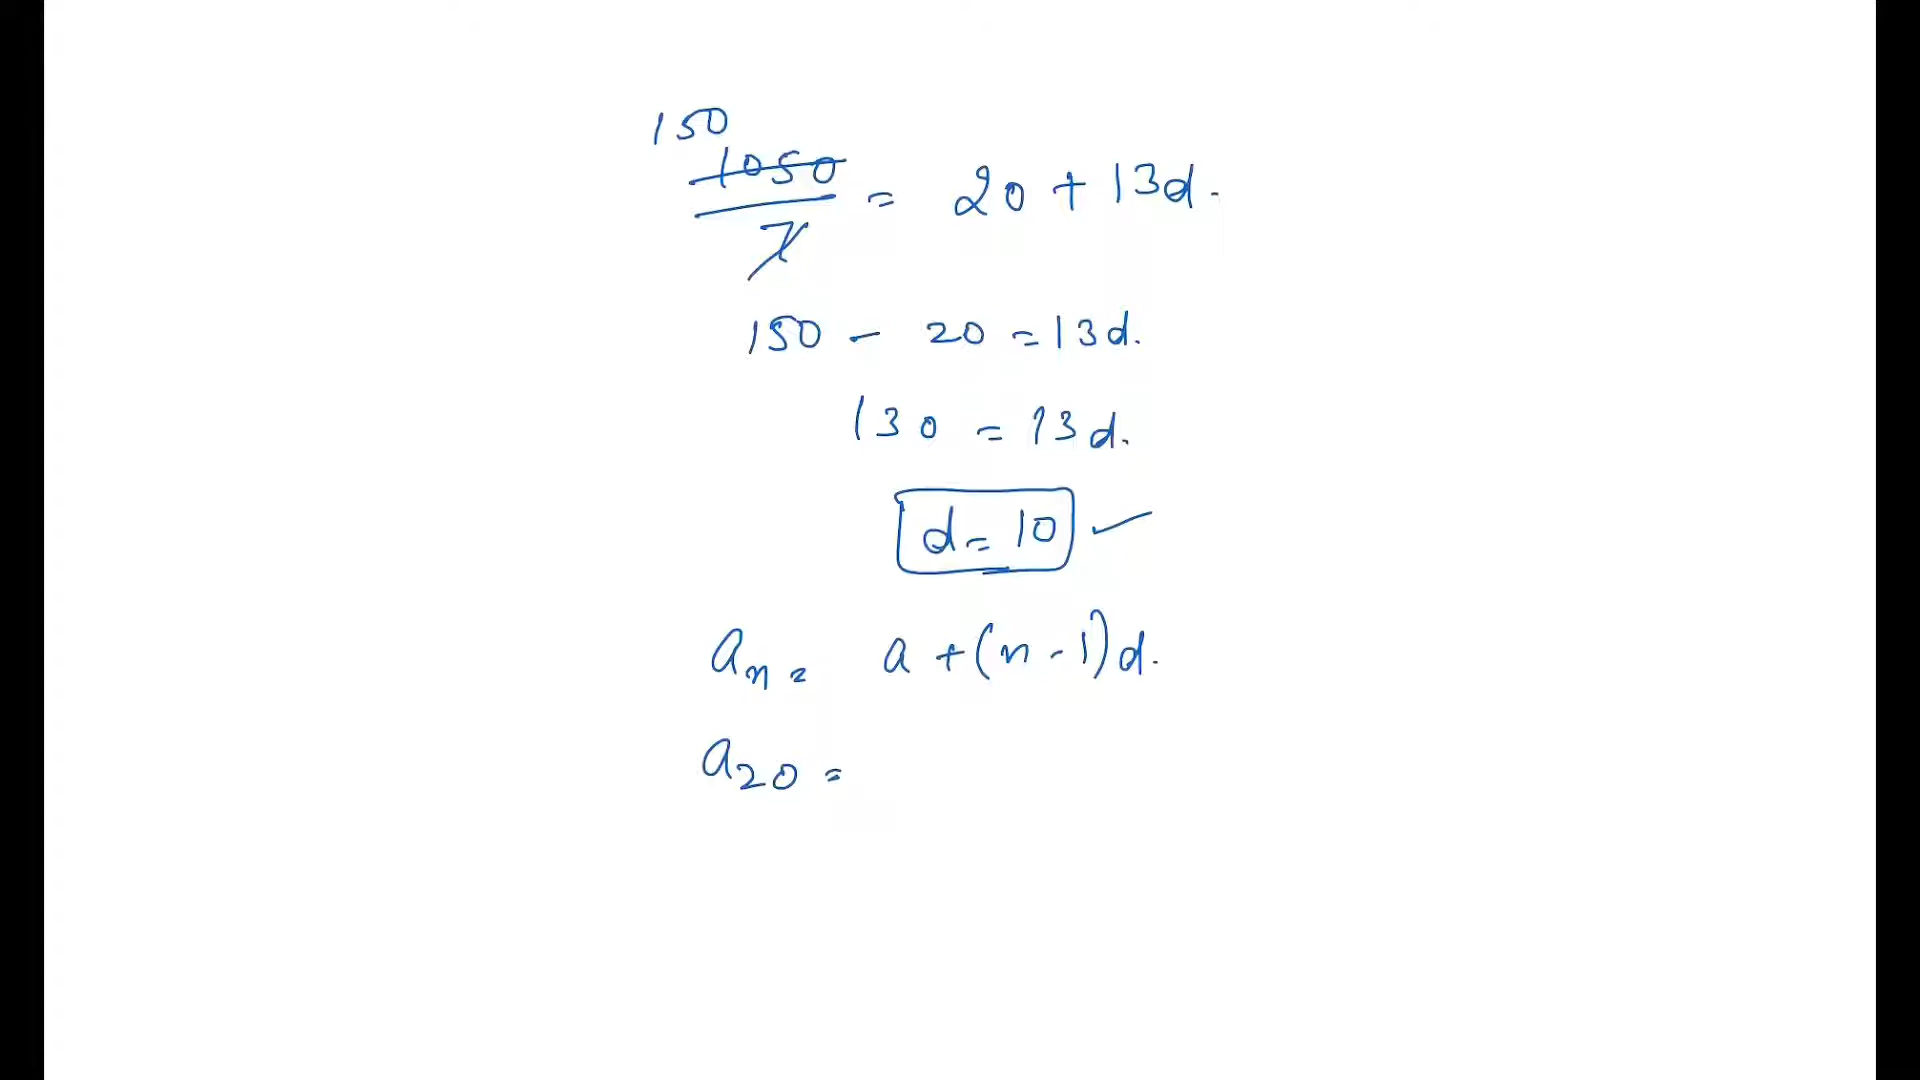 150
1050/7 = 20 + 13d.
150 - 20 = 13d.
130 = 13d.
d = 10 ✓
aₙ = a + (n - 1)d.
a₂₀ =